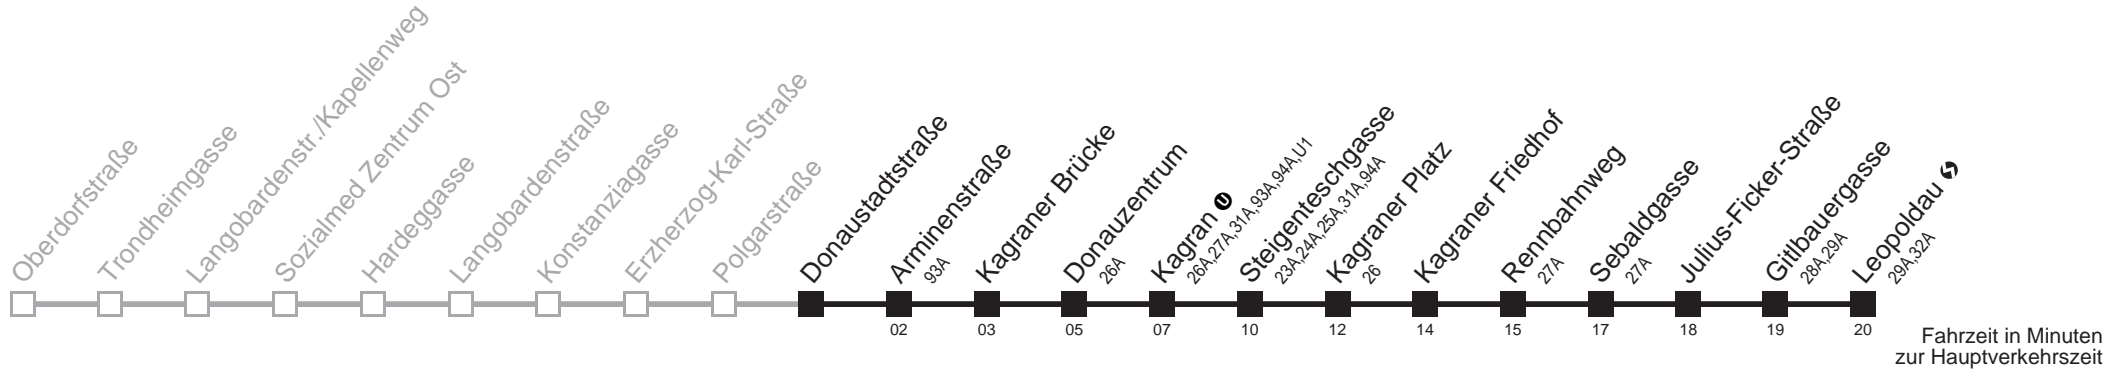 Oberdorfstraße
Trondheimgasse
Langobardenstr./Kapellenweg
Sozialmed Zentrum Ost
Hardeggasse
Langobardenstraße
Konstanziagasse
Erzherzog-Karl-Straße
Polgarstraße
Donaustadtstraße
Arminenstraße
93A
Kagraner Brücke
Donauzentrum
26A
Kagran U
26A,27A,31A,93A,94A,U1
Steigenteschgasse
23A,24A,25A,31A,94A
Kagraner Platz
26
Kagraner Friedhof
Rennbahnweg
27A
Sebaldgasse
27A
Julius-Ficker-Straße
Gitlbauergasse
28A,29A
Leopoldau S
29A,32A
02 03 05 07 10 12 14 15 17 18 19 20
Fahrzeit in Minuten
zur Hauptverkehrszeit